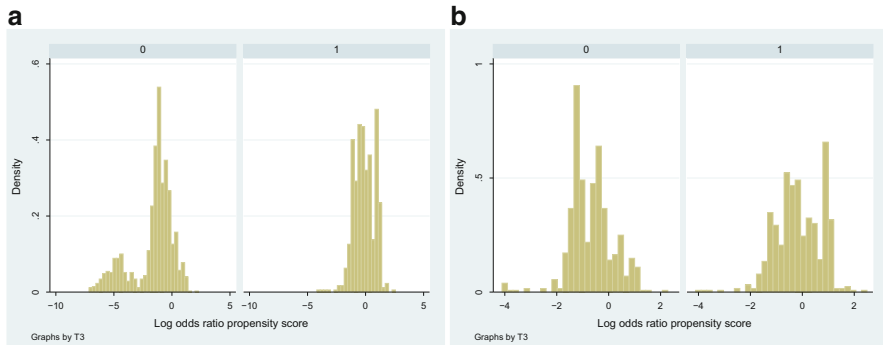 a
0
1
.6
.4
.2
0
Density
−10 −5 0 5 −10 −5 0 5
Log odds ratio propensity score
Graphs by T3
b
0
1
1
.5
0
Density
−4 −2 0 2 −4 −2 0 2
Log odds ratio propensity score
Graphs by T3